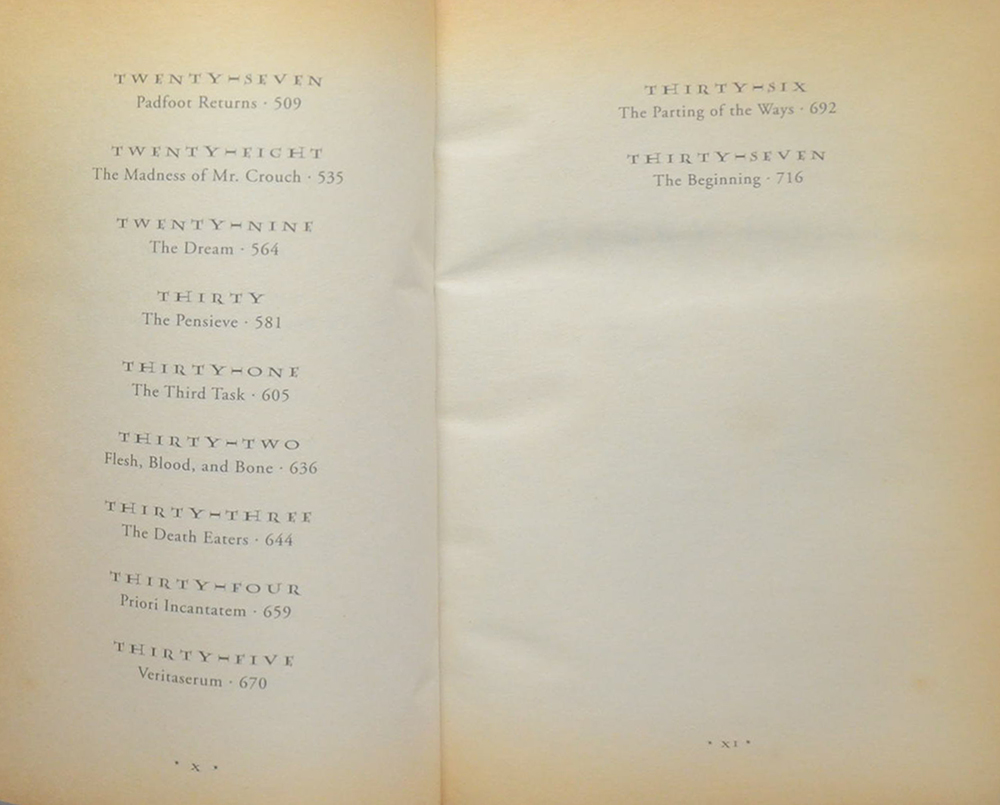 TWENTY-SEVEN
Padfoot Returns · 509
TWENTY-EIGHT
The Madness of Mr. Crouch · 535
TWENTY-NINE
The Dream · 564
THIRTY
The Pensieve · 581
THIRTY-ONE
The Third Task · 605
THIRTY-TWO
Flesh, Blood, and Bone · 636
THIRTY-THREE
The Death Eaters · 644
THIRTY-FOUR
Priori Incantatem · 659
THIRTY-FIVE
Veritaserum · 670
* X *
THIRTY-SIX
The Parting of the Ways · 692
THIRTY-SEVEN
The Beginning · 716
* XI *